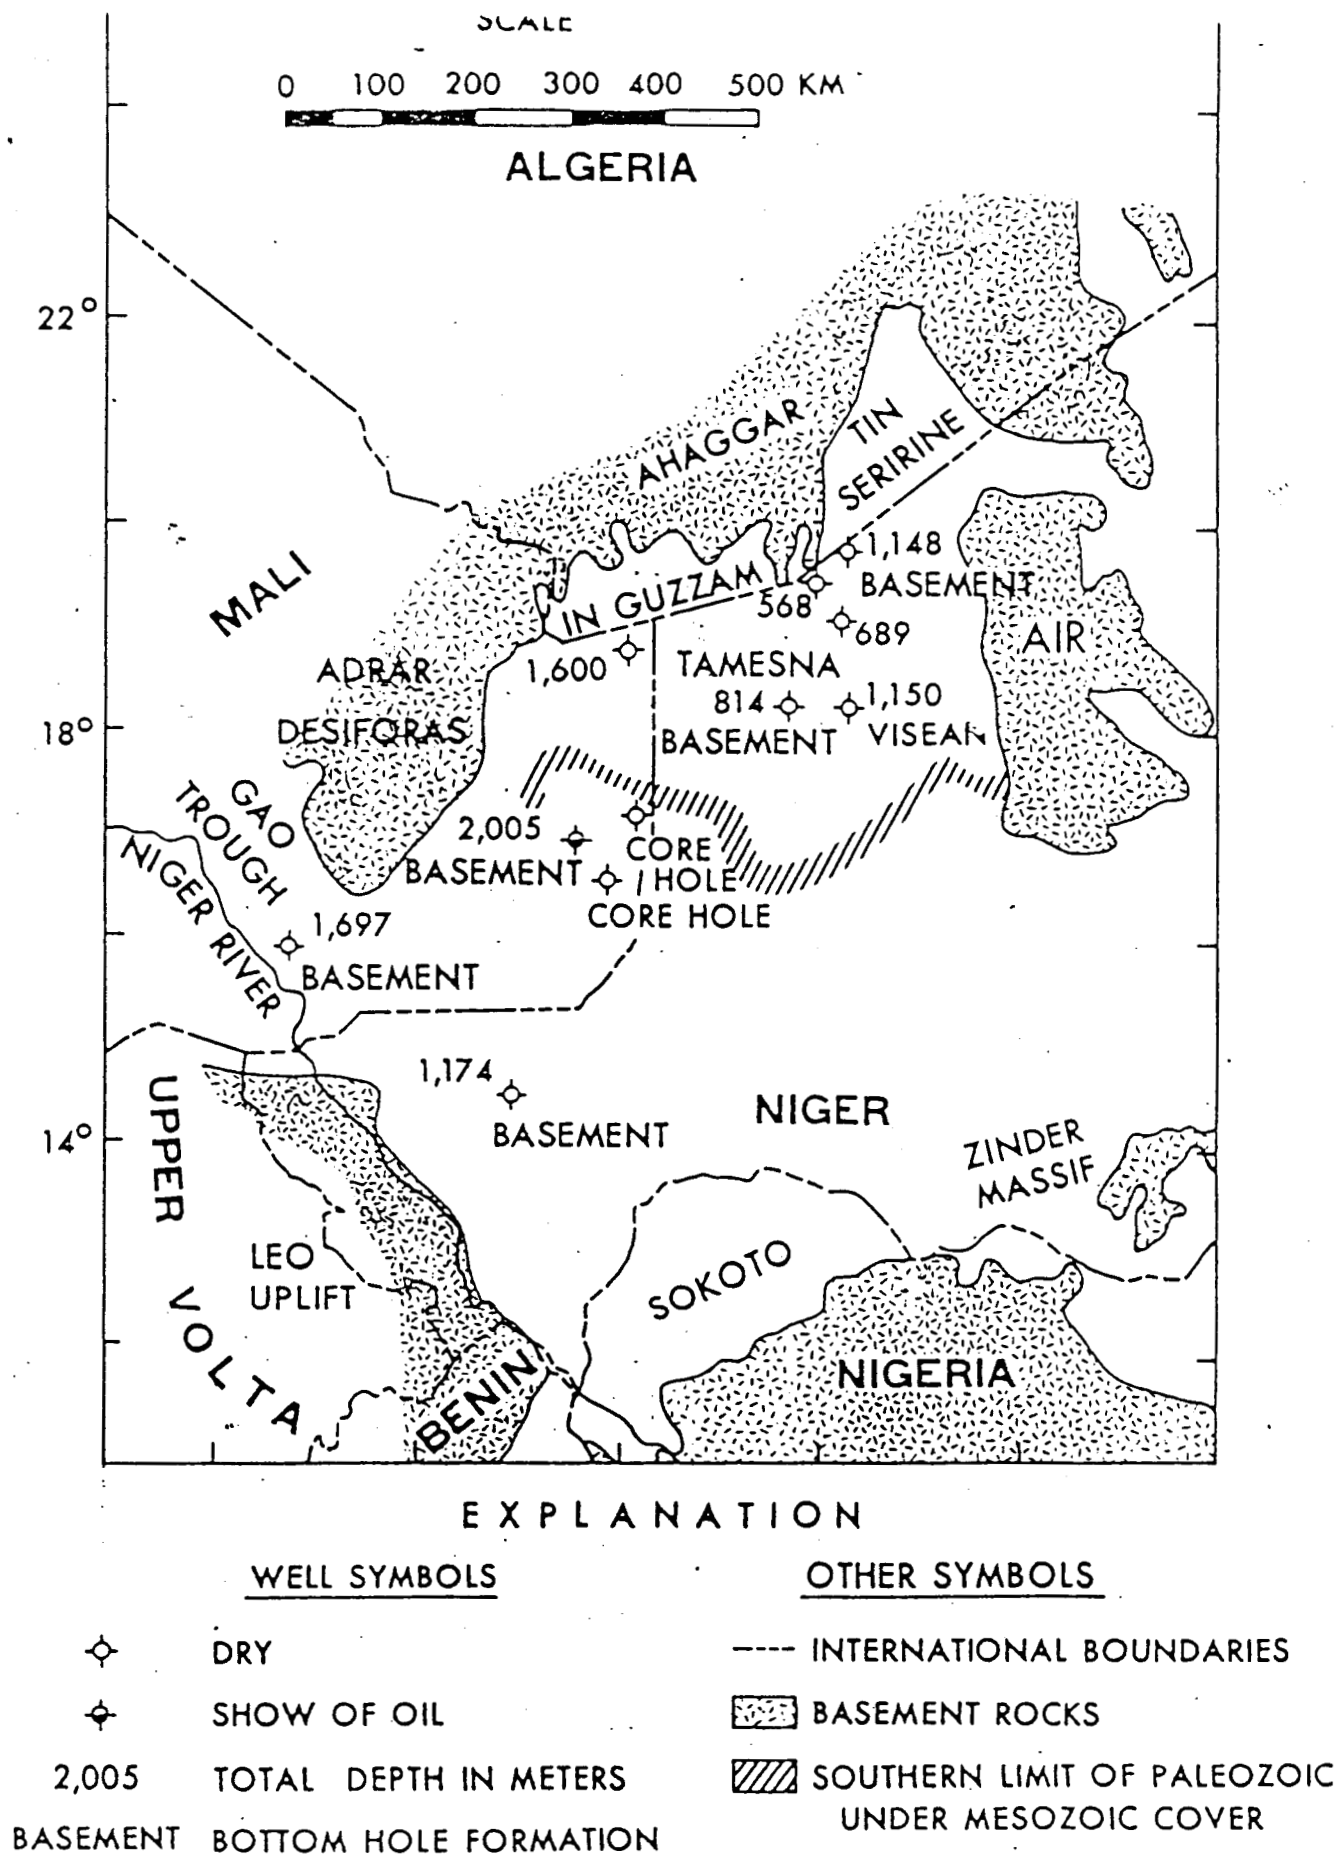 SCALE
0 100 200 300 400 500 KM
ALGERIA
22°
AHAGGAR
TIN
SERIRINE
MALI
1,148
BASEMENT
IN GUZZAM
568
689
AIR
1,600
TAMESNA
ADRAR
DESIFORAS
814
BASEMENT
1,150
VISEAN
18°
GAO
TROUGH
2,005
BASEMENT
CORE
HOLE
CORE HOLE
NIGER RIVER
1,697
BASEMENT
1,174
BASEMENT
NIGER
14°
UPPER
VOLTA
ZINDER
MASSIF
LEO
UPLIFT
SOKOTO
BENIN
NIGERIA
EXPLANATION
WELL SYMBOLS
DRY
SHOW OF OIL
2,005 TOTAL DEPTH IN METERS
BASEMENT BOTTOM HOLE FORMATION
OTHER SYMBOLS
INTERNATIONAL BOUNDARIES
BASEMENT ROCKS
SOUTHERN LIMIT OF PALEOZOIC
UNDER MESOZOIC COVER